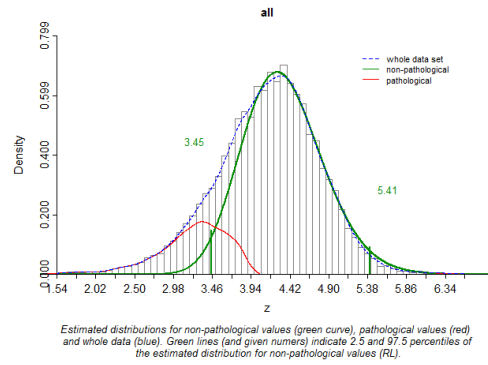 all
Density
0.000 0.200 0.400 0.599 0.799
whole data set
non-pathological
pathological
3.45
5.41
1.54 2.02 2.50 2.98 3.46 3.94 4.42 4.90 5.38 5.86 6.34
Z
Estimated distributions for non-pathological values (green curve), pathological values (red)
and whole data (blue). Green lines (and given numers) indicate 2.5 and 97.5 percentiles of
the estimated distribution for non-pathological values (RL).